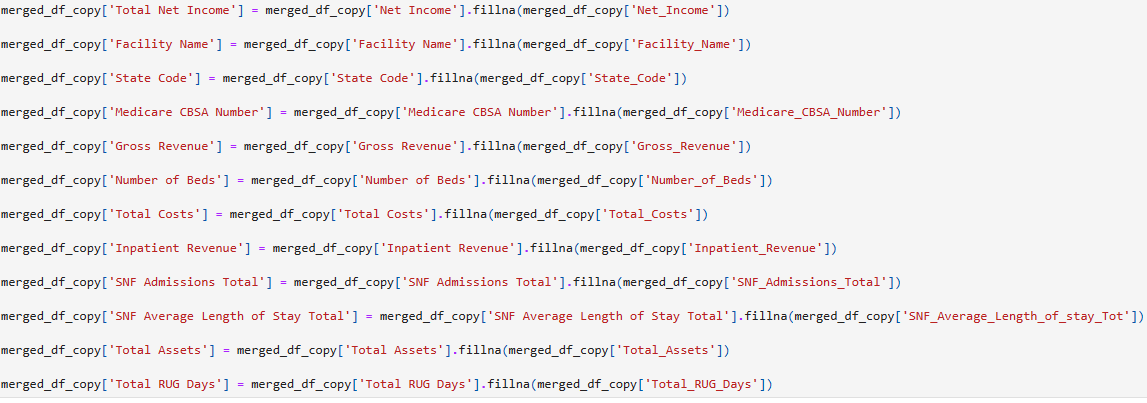 merged_df_copy['Total Net Income'] = merged_df_copy['Net Income'].fillna(merged_df_copy['Net_Income'])
merged_df_copy['Facility Name'] = merged_df_copy['Facility Name'].fillna(merged_df_copy['Facility_Name'])
merged_df_copy['State Code'] = merged_df_copy['State Code'].fillna(merged_df_copy['State_Code'])
merged_df_copy['Medicare CBSA Number'] = merged_df_copy['Medicare CBSA Number'].fillna(merged_df_copy['Medicare_CBSA_Number'])
merged_df_copy['Gross Revenue'] = merged_df_copy['Gross Revenue'].fillna(merged_df_copy['Gross_Revenue'])
merged_df_copy['Number of Beds'] = merged_df_copy['Number of Beds'].fillna(merged_df_copy['Number_of_Beds'])
merged_df_copy['Total Costs'] = merged_df_copy['Total Costs'].fillna(merged_df_copy['Total_Costs'])
merged_df_copy['Inpatient Revenue'] = merged_df_copy['Inpatient Revenue'].fillna(merged_df_copy['Inpatient_Revenue'])
merged_df_copy['SNF Admissions Total'] = merged_df_copy['SNF Admissions Total'].fillna(merged_df_copy['SNF_Admissions_Total'])
merged_df_copy['SNF Average Length of Stay Total'] = merged_df_copy['SNF Average Length of Stay Total'].fillna(merged_df_copy['SNF_Average_Length_of_stay_Tot'])
merged_df_copy['Total Assets'] = merged_df_copy['Total Assets'].fillna(merged_df_copy['Total_Assets'])
merged_df_copy['Total RUG Days'] = merged_df_copy['Total RUG Days'].fillna(merged_df_copy['Total_RUG_Days'])